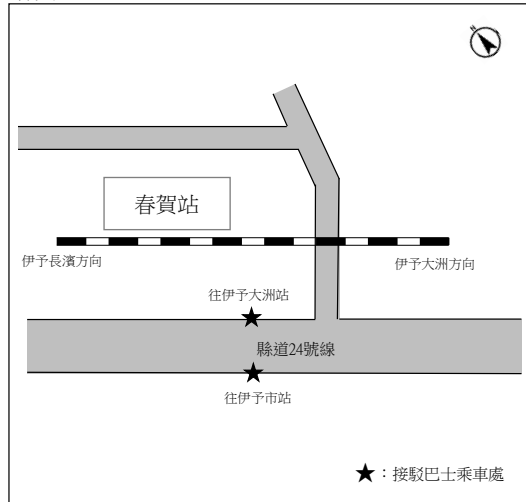 N
春賀站
伊予長濱方向
伊予大洲方向
往伊予大洲站
縣道24號線
往伊予市站
★：接駁巴士乘車處